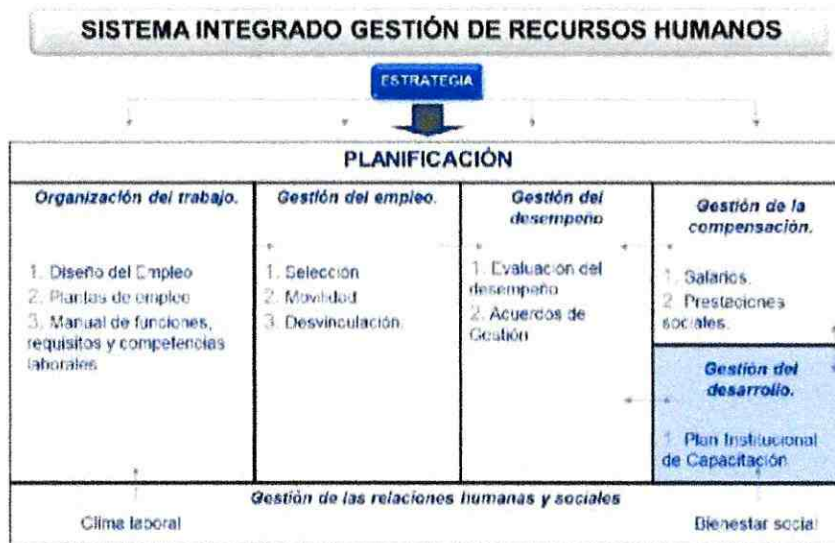 SISTEMA INTEGRADO GESTIÓN DE RECURSOS HUMANOS
ESTRATEGIA
PLANIFICACIÓN
Organización del trabajo.
1. Diseño del Empleo
2. Plantas de empleo
3. Manual de funciones,
requisitos y competencias
laborales
Gestión del empleo.
1. Selección
2. Movilidad
3. Desvinculación.
Gestión del
desempeño
1. Evaluación del
desempeño
2. Acuerdos de
Gestión
Gestión de la
compensación.
1. Salarios.
2. Prestaciones
sociales.
Gestión del
desarrollo.
1. Plan Institucional
de Capacitación
Gestión de las relaciones humanas y sociales
Clima laboral
Bienestar social